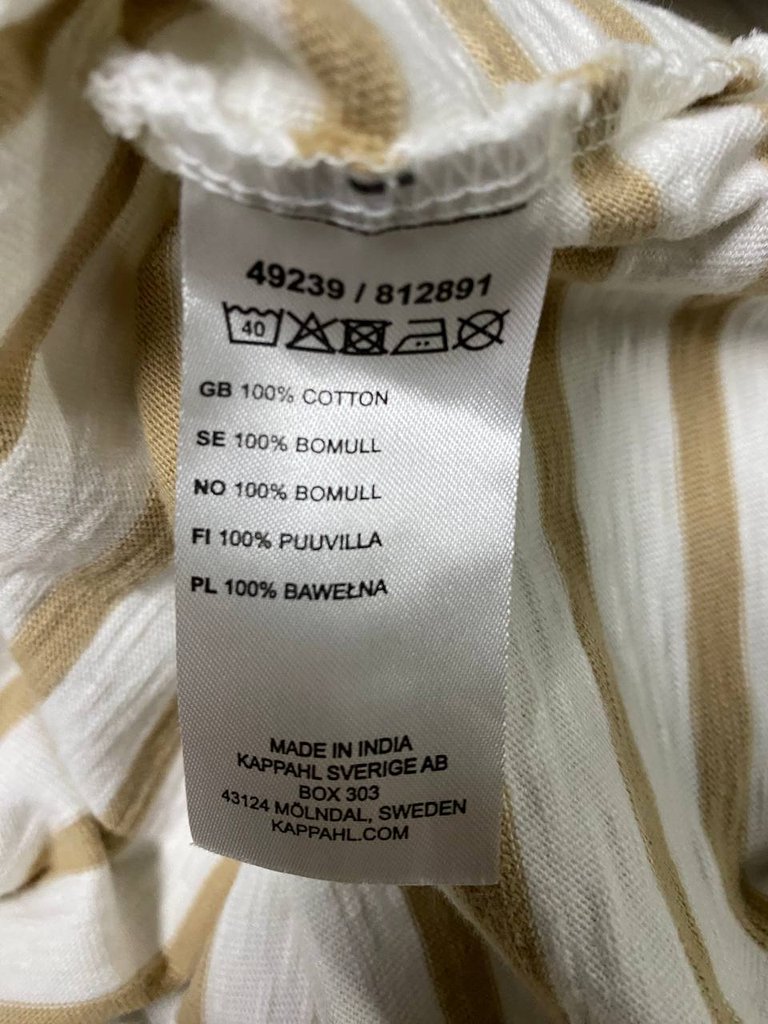 49239 / 812891
40
GB 100% COTTON
SE 100% BOMULL
NO 100% BOMULL
FI 100% PUUVILLA
PL 100% BAWEŁNA
MADE IN INDIA
KAPPAHL SVERIGE AB
BOX 303
43124 MÖLNDAL, SWEDEN
KAPPAHL.COM